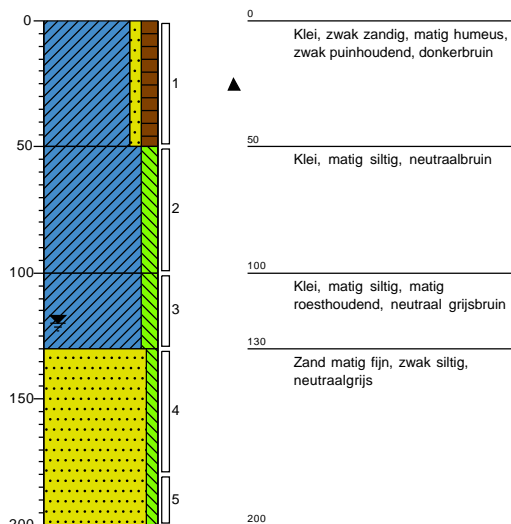 0
50
100
150
200
1
2
3
4
5
0
Klei, zwak zandig, matig humeus,
zwak puinhoudend, donkerbruin
50
Klei, matig siltig, neutraalbruin
100
Klei, matig siltig, matig
roesthoudend, neutraal grijsbruin
130
Zand matig fijn, zwak siltig,
neutraalgrijs
200